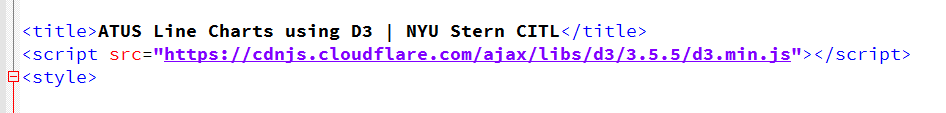 <title>ATUS Line Charts using D3 | NYU Stern CITL</title>
<script src="https://cdnjs.cloudflare.com/ajax/libs/d3/3.5.5/d3.min.js"></script>
<style>